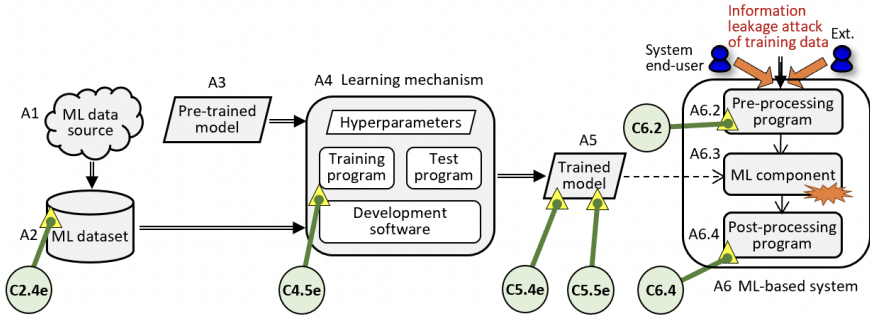 Information
leakage attack
of training data
System
end-user
Ext.
A1
ML data
source
A2
ML dataset
C2.4e
A3
Pre-trained
model
A4 Learning mechanism
Hyperparameters
Training
program
Test
program
Development
software
C4.5e
A5
Trained
model
C5.4e
C5.5e
A6.2
Pre-processing
program
C6.2
A6.3
ML component
A6.4
Post-processing
program
C6.4
A6 ML-based system